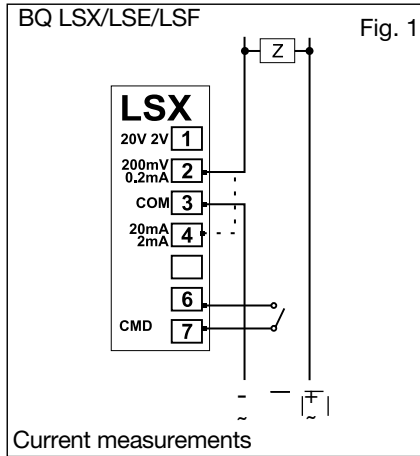 BQ LSX/LSE/LSF
Fig. 1
Z
LSX
20V 2V 1
200mV 2
0.2mA
COM 3
20mA 4
2mA
6
CMD 7
- +
~ ~
Current measurements